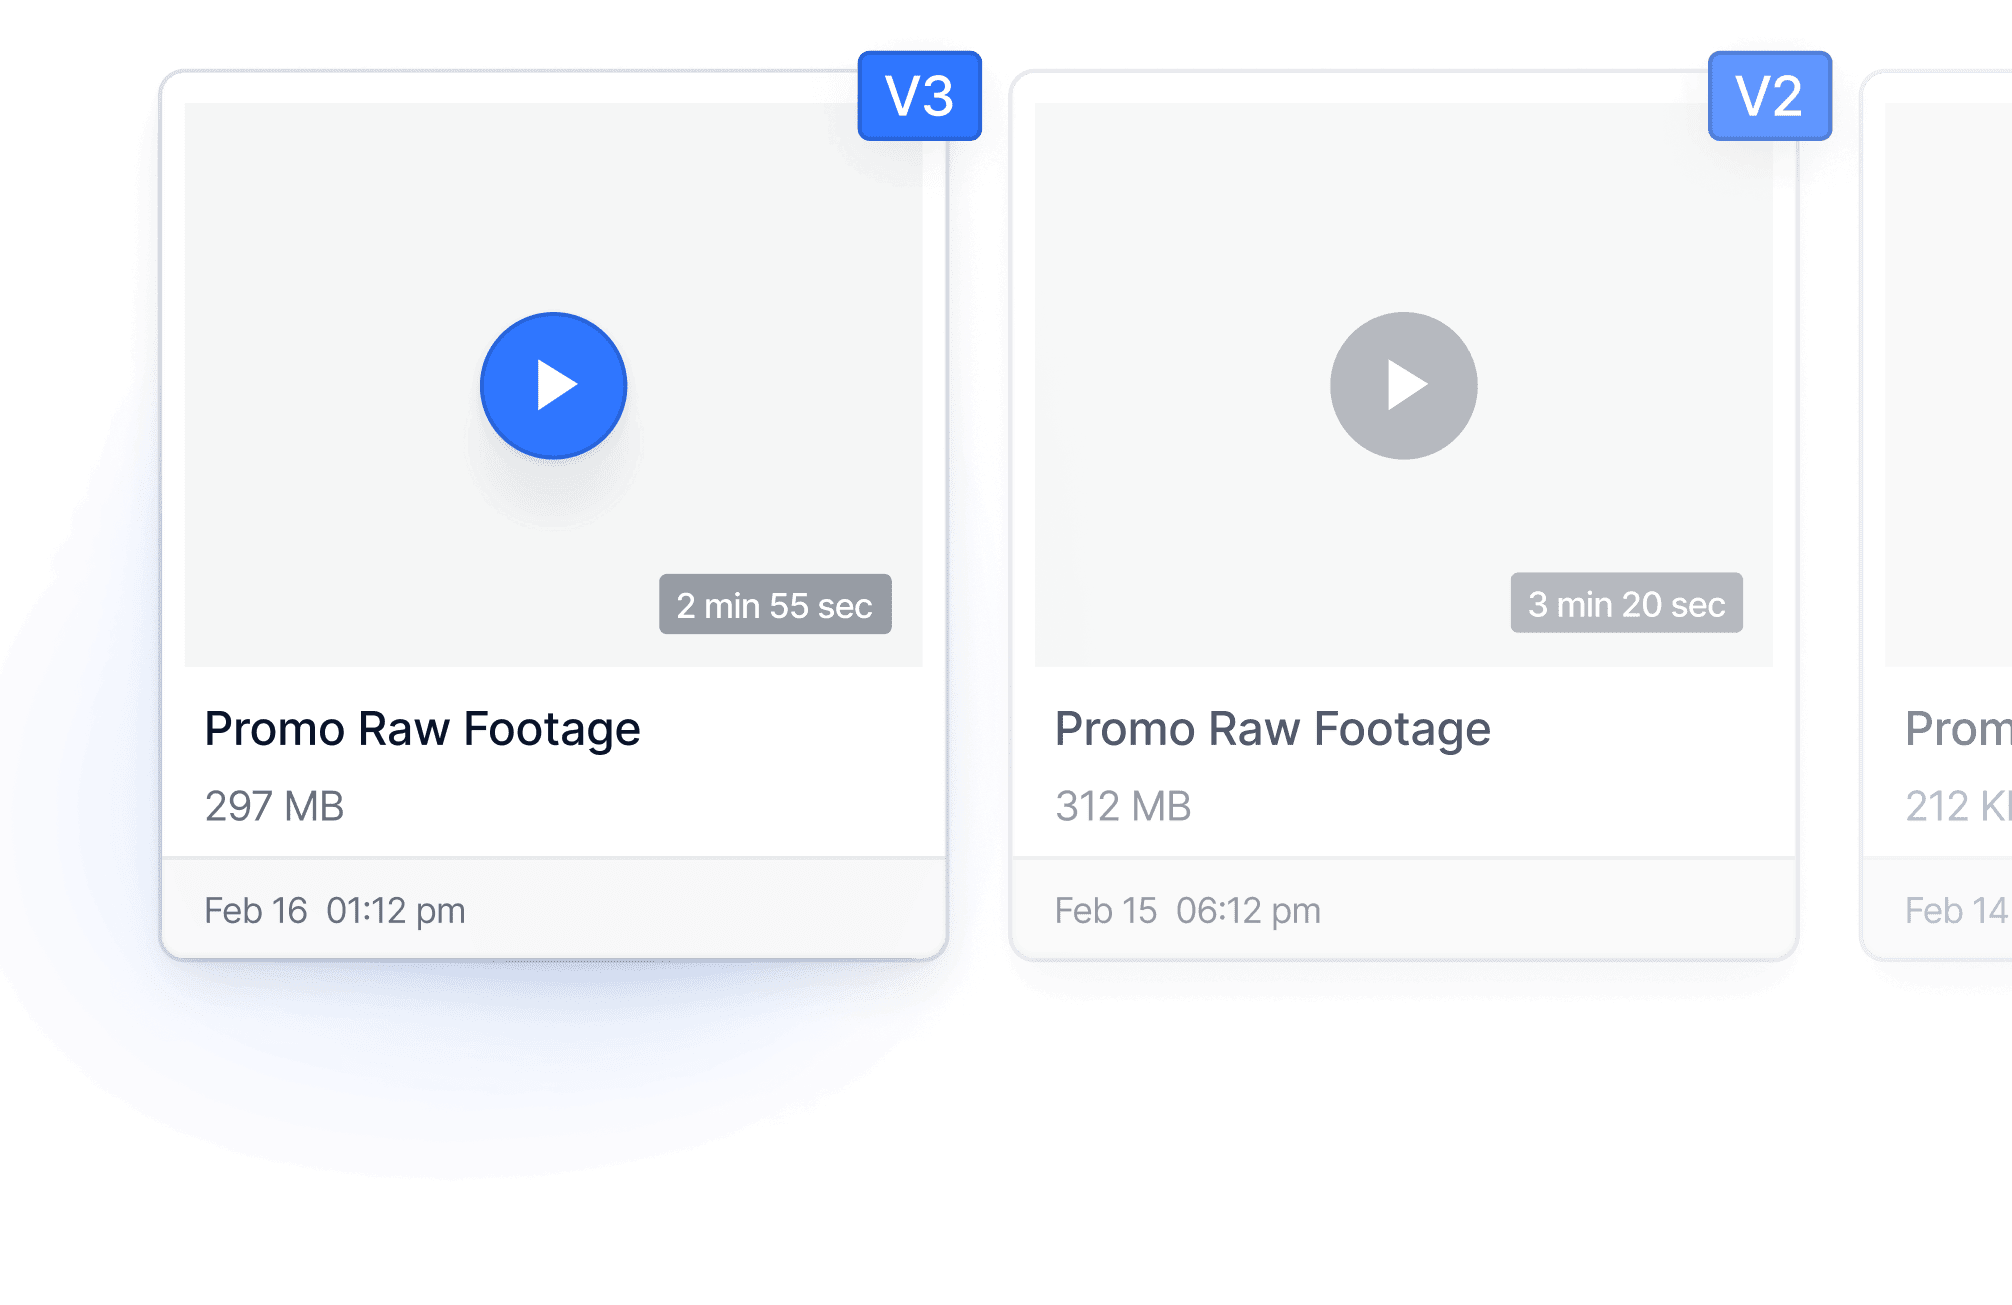 V3
2 min 55 sec
Promo Raw Footage
297 MB
Feb 16 01:12 pm
V2
3 min 20 sec
Promo Raw Footage
312 MB
Feb 15 06:12 pm
212
Feb 14